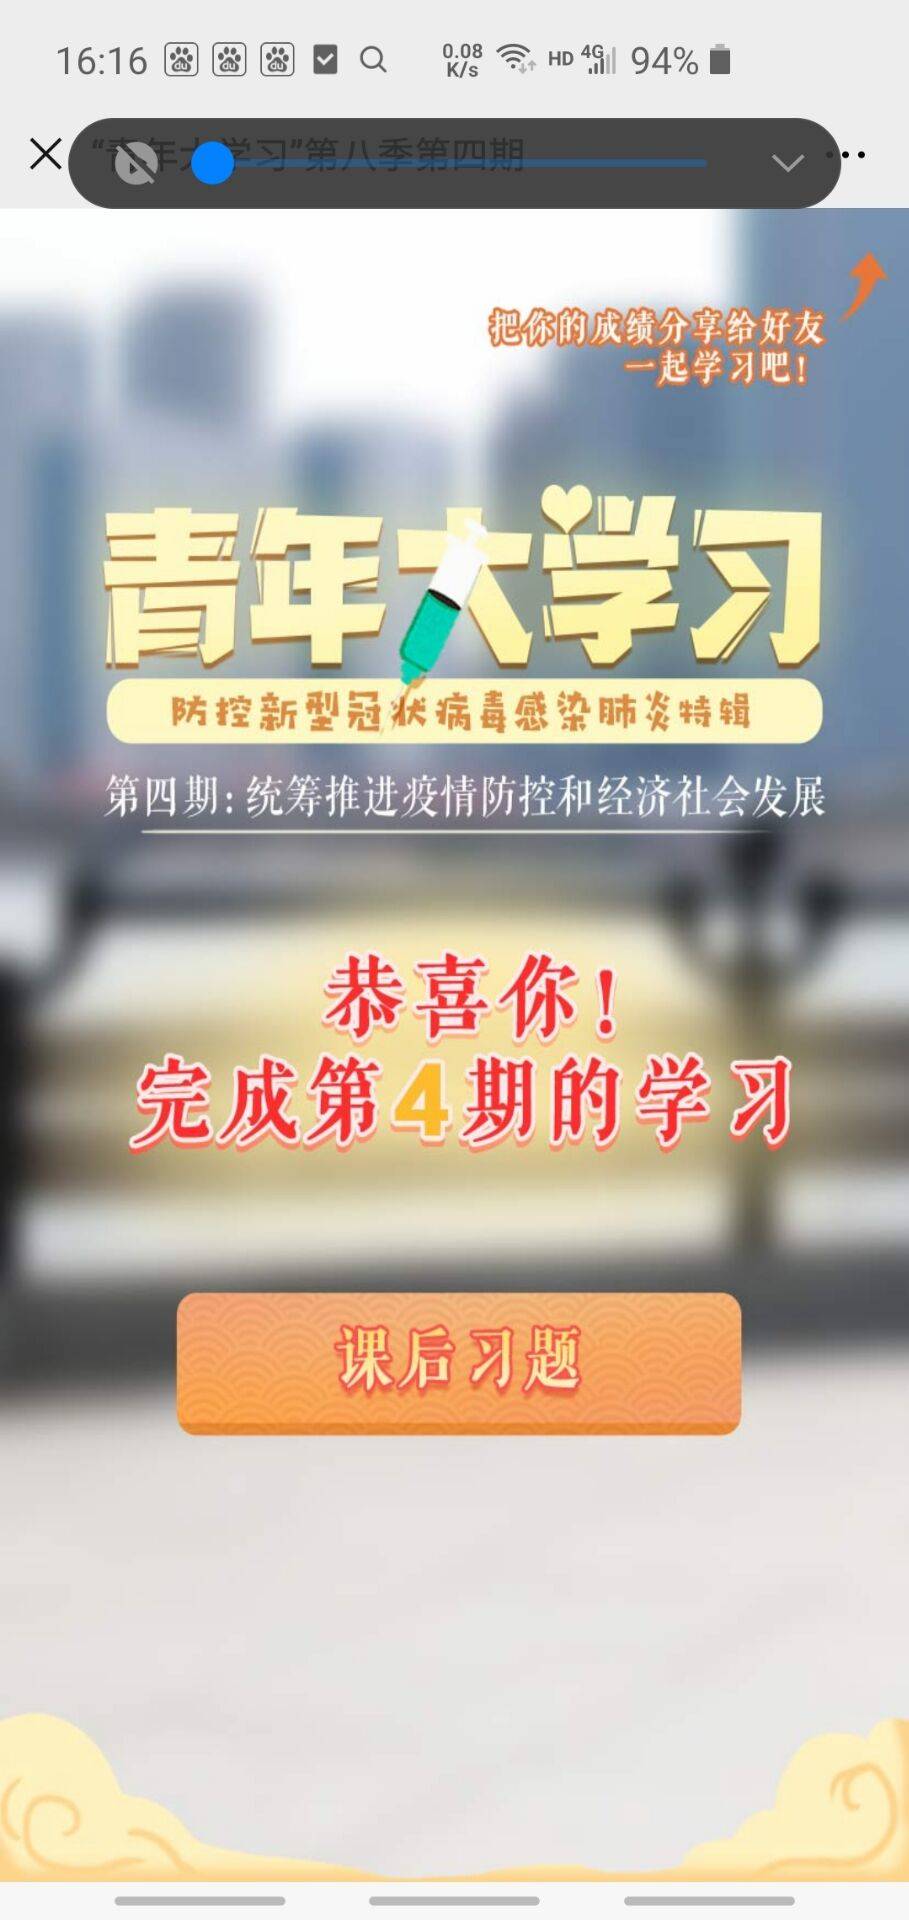 16:16
0.08
K/s
HD
4G
94%
“青年大学习”第八季第四期
把你的成绩分享给好友
一起学习吧!
青年大学习
防控新型冠状病毒感染肺炎特辑
第四期:统筹推进疫情防控和经济社会发展
恭喜你!
完成第4期的学习
课后习题